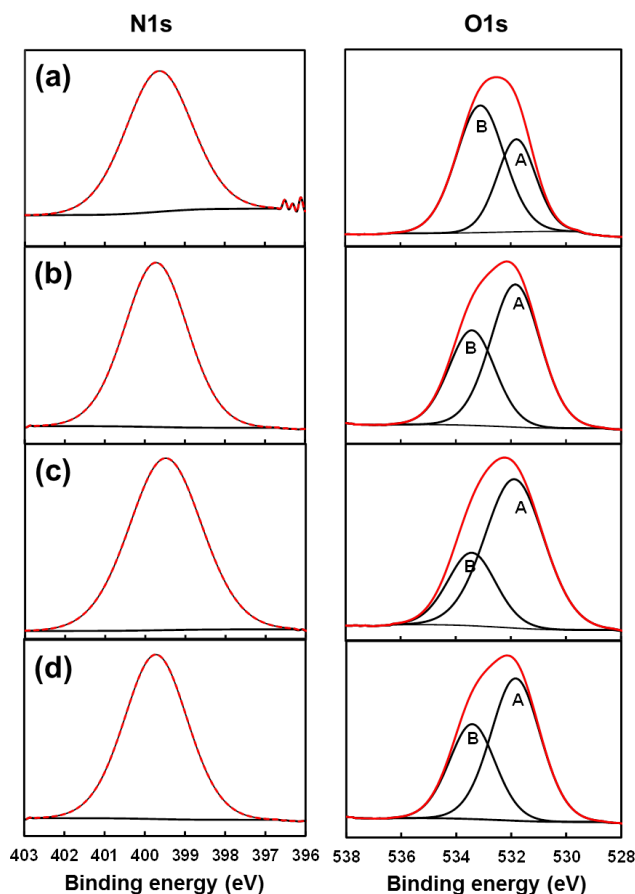 N1s O1s
(a)
B
A
(b)
A
B
(c)
A
B
(d)
A
B
403 402 401 400 399 398 397 396 538 536 534 532 530 528
Binding energy (eV) Binding energy (eV)